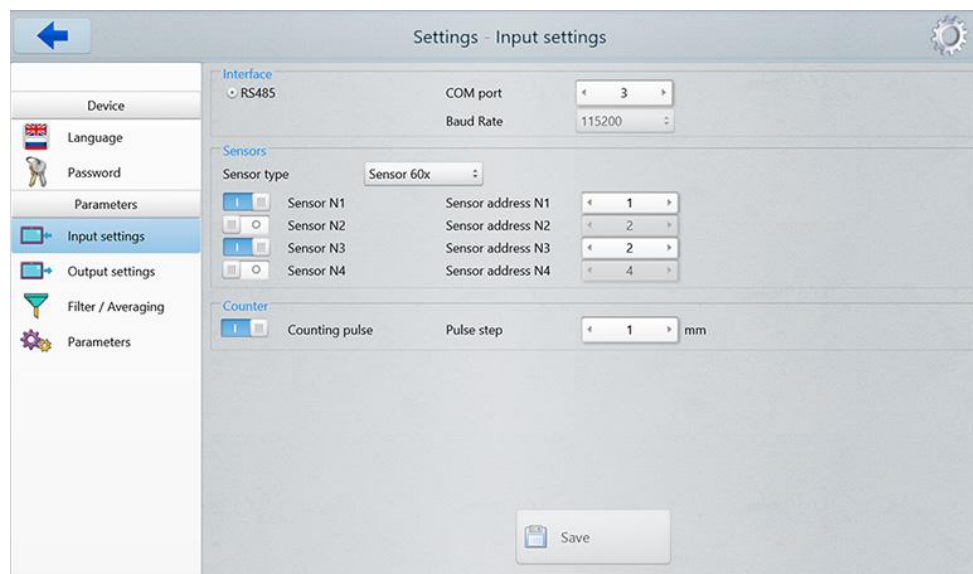 Settings - Input settings
Device
Language
Password
Parameters
Input settings
Output settings
Filter / Averaging
Parameters
Interface
RS485 COM port 3
Baud Rate 115200
Sensors
Sensor type Sensor 60x
Sensor N1 Sensor address N1 1
Sensor N2 Sensor address N2 2
Sensor N3 Sensor address N3 2
Sensor N4 Sensor address N4 4
Counter
Counting pulse Pulse step 1 mm
Save